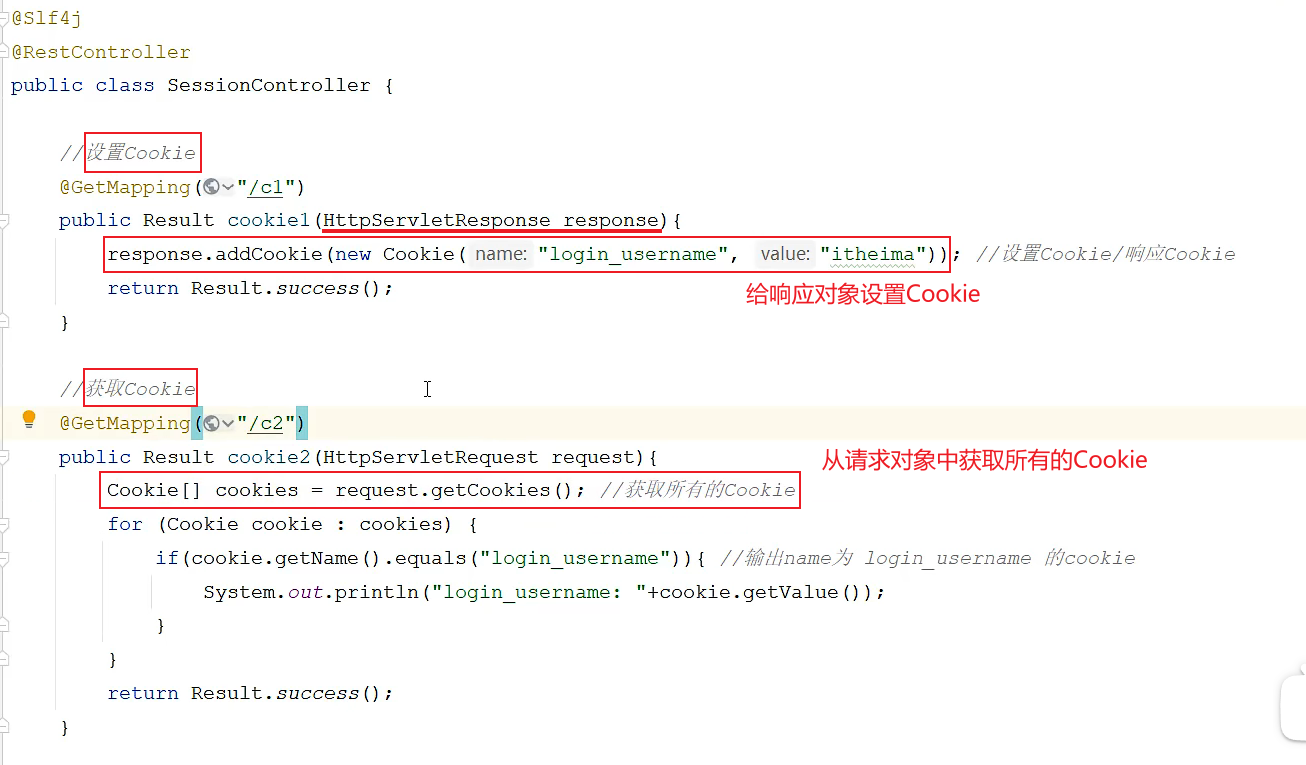 @Slf4j
@RestController
public class SessionController {
//设置Cookie
@GetMapping("/c1")
public Result cookie1(HttpServletResponse response){
response.addCookie(new Cookie( name: "login_username", value: "itheima")); //设置Cookie/响应Cookie
return Result.success();
给响应对象设置Cookie
}
//获取Cookie
@GetMapping("/c2")
public Result cookie2(HttpServletRequest request){
从请求对象中获取所有的Cookie
Cookie[] cookies = request.getCookies(); //获取所有的Cookie
for (Cookie cookie : cookies) {
if(cookie.getName().equals("login_username")){ //输出name为 login_username 的cookie
System.out.println("login_username: "+cookie.getValue());
}
}
return Result.success();
}